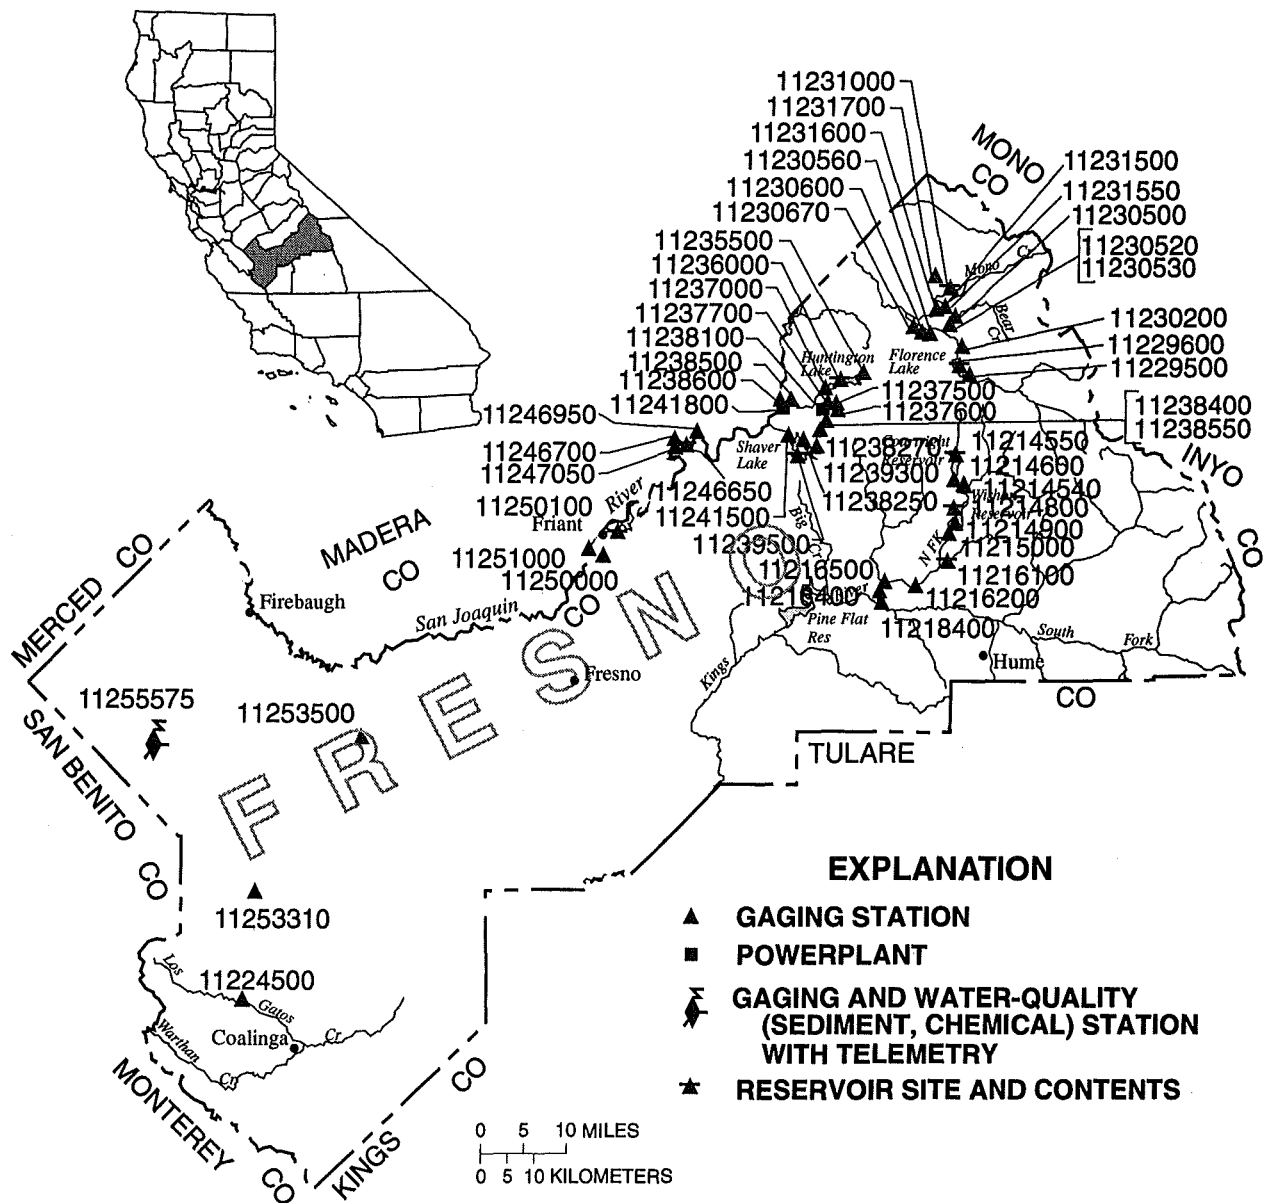 11231000
11231700
11231600
11230560
11230600
11230670
11235500
11236000
11237000
11237700
11238100
11238500
11238600
11241800
11246950
11246700
11247050
11250100
Friant
River
11251000
11250000
11246650
11241500
11239500
11216500
11218400
MONO
CO
11231500
11231550
11230500
11230520
11230530
11230200
11229600
11229500
11238400
11238550
Mono
Cr
Bear
Cr
Huntington
Lake
Florence
Lake
11237500
11237600
Shaver
Lake
11238270
11239300
11238250
Reservoir
11214550
11214600
11214540
11214800
11214900
11215000
11216100
11216200
N FK
Big
Cr
Pine Flat
Res
Kings
South
Fork
Hume
INYO
CO
CO
TULARE
MERCED CO
MADERA
CO
Firebaugh
San Joaquin
CO
Fresno
FRESNO
CO
11255575
11253500
SAN BENITO
CO
11253310
11224500
Los
Gatos
Cr
Coalinga
Warthan
Cr
MONTEREY
CO
KINGS
CO
EXPLANATION
GAGING STATION
POWERPLANT
GAGING AND WATER-QUALITY
(SEDIMENT, CHEMICAL) STATION
WITH TELEMETRY
RESERVOIR SITE AND CONTENTS
0 5 10 MILES
0 5 10 KILOMETERS